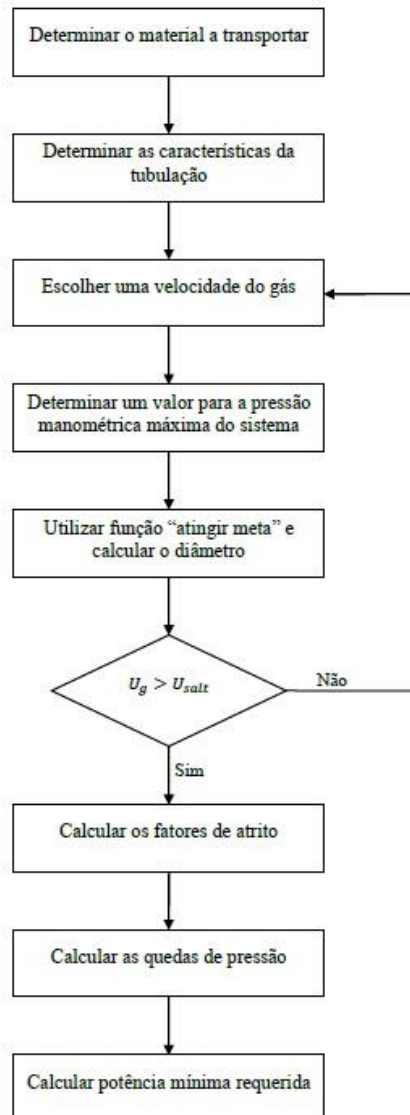 Determinar o material a transportar
Determinar as características da
tubulação
Escolher uma velocidade do gás
Determinar um valor para a pressão
manométrica máxima do sistema
Utilizar função “atingir meta” e
calcular o diâmetro
U_g > U_salt
Não
Sim
Calcular os fatores de atrito
Calcular as quedas de pressão
Calcular potência mínima requerida